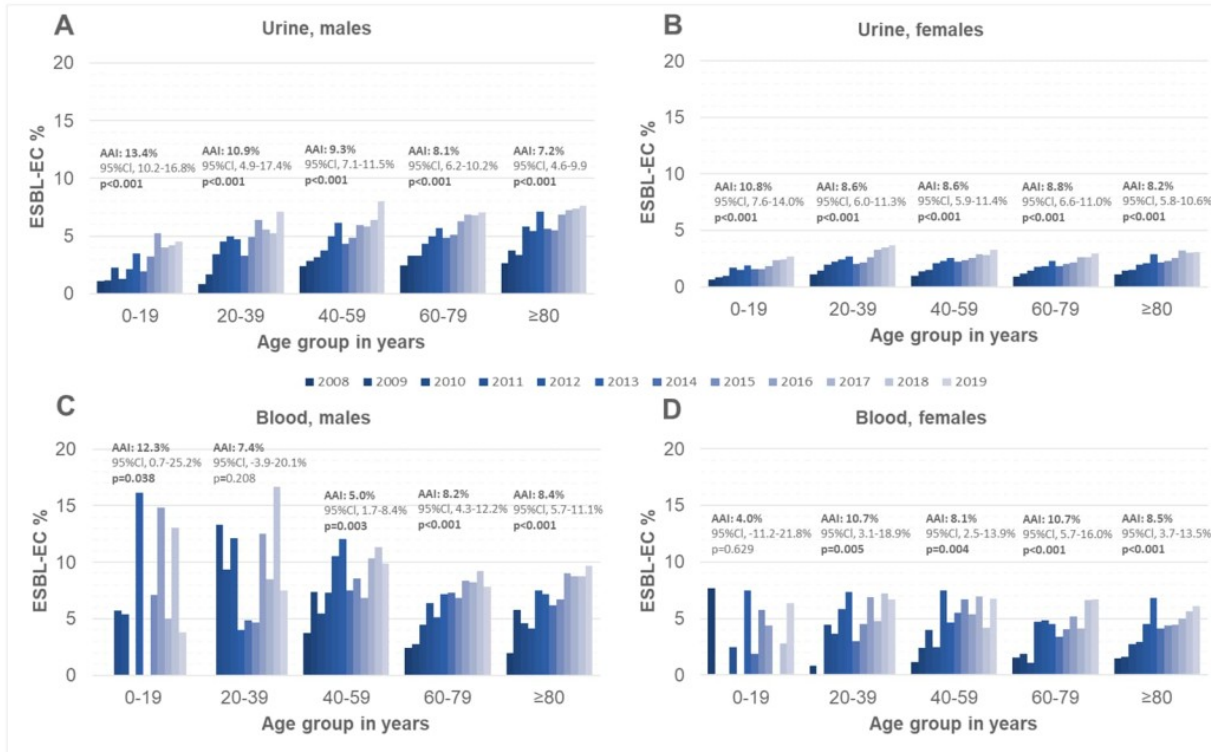 A
Urine, males
ESBL-EC %
20
15
10
5
0
AAI: 13.4%
95%CI, 10.2-16.8%
p<0.001
AAI: 10.9%
95%CI, 4.9-17.4%
p<0.001
AAI: 9.3%
95%CI, 7.1-11.5%
p<0.001
AAI: 8.1%
95%CI, 6.2-10.2%
p<0.001
AAI: 7.2%
95%CI, 4.6-9.9
p<0.001
0-19 20-39 40-59 60-79 ≥80
Age group in years
B
Urine, females
ESBL-EC %
20
15
10
5
0
AAI: 10.8%
95%CI, 7.6-14.0%
p<0.001
AAI: 8.6%
95%CI, 6.0-11.3%
p<0.001
AAI: 8.6%
95%CI, 5.9-11.4%
p<0.001
AAI: 8.8%
95%CI, 6.6-11.0%
p<0.001
AAI: 8.2%
95%CI, 5.8-10.6%
p<0.001
0-19 20-39 40-59 60-79 ≥80
Age group in years
2008 2009 2010 2011 2012 2013 2014 2015 2016 2017 2018 2019
C
Blood, males
ESBL-EC %
20
15
10
5
0
AAI: 12.3%
95%CI, 0.7-25.2%
p=0.038
AAI: 7.4%
95%CI, -3.9-20.1%
p=0.208
AAI: 5.0%
95%CI, 1.7-8.4%
p=0.003
AAI: 8.2%
95%CI, 4.3-12.2%
p<0.001
AAI: 8.4%
95%CI, 5.7-11.1%
p<0.001
0-19 20-39 40-59 60-79 ≥80
Age group in years
D
Blood, females
ESBL-EC %
20
15
10
5
0
AAI: 4.0%
95%CI, -11.2-21.8%
p=0.629
AAI: 10.7%
95%CI, 3.1-18.9%
p=0.005
AAI: 8.1%
95%CI, 2.5-13.9%
p=0.004
AAI: 10.7%
95%CI, 5.7-16.0%
p<0.001
AAI: 8.5%
95%CI, 3.7-13.5%
p<0.001
0-19 20-39 40-59 60-79 ≥80
Age group in years